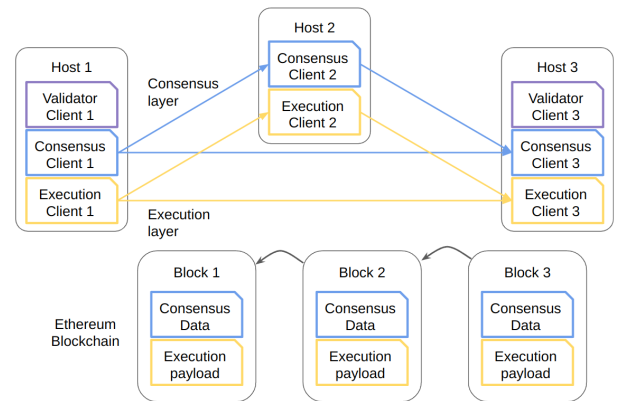 Host 1
Validator
Client 1
Consensus
Client 1
Execution
Client 1
Consensus
layer
Execution
layer
Host 2
Consensus
Client 2
Execution
Client 2
Host 3
Validator
Client 3
Consensus
Client 3
Execution
Client 3
Ethereum
Blockchain
Block 1
Consensus
Data
Execution
payload
Block 2
Consensus
Data
Execution
payload
Block 3
Consensus
Data
Execution
payload